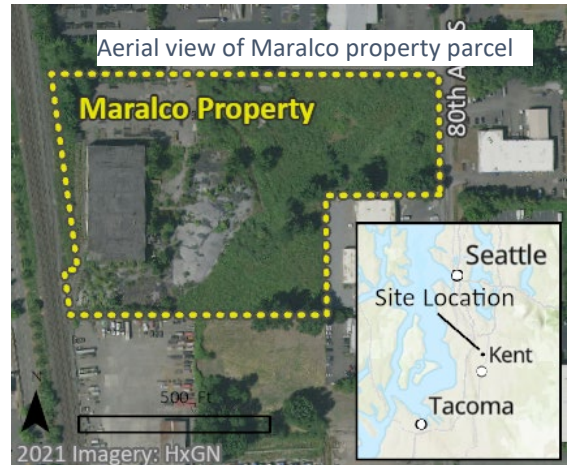 Aerial view of Maralco property parcel
Maralco Property
80th A S
Seattle
Site Location
Kent
Tacoma
N
500 Ft
2021 Imagery: HxGN